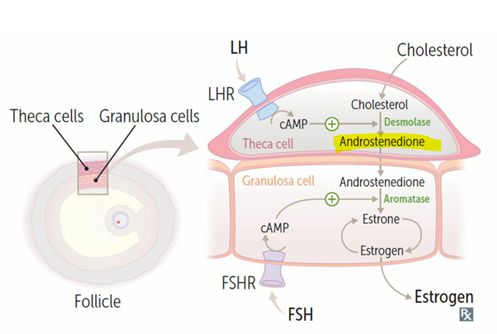 Theca cells
Granulosa cells
Follicle
LH
LHR
cAMP
Theca cell
Cholesterol
Cholesterol
Desmolase
Androstenedione
Granulosa cell
Androstenedione
Aromatase
cAMP
Estrone
Estrogen
FSHR
FSH
Estrogen
Rx